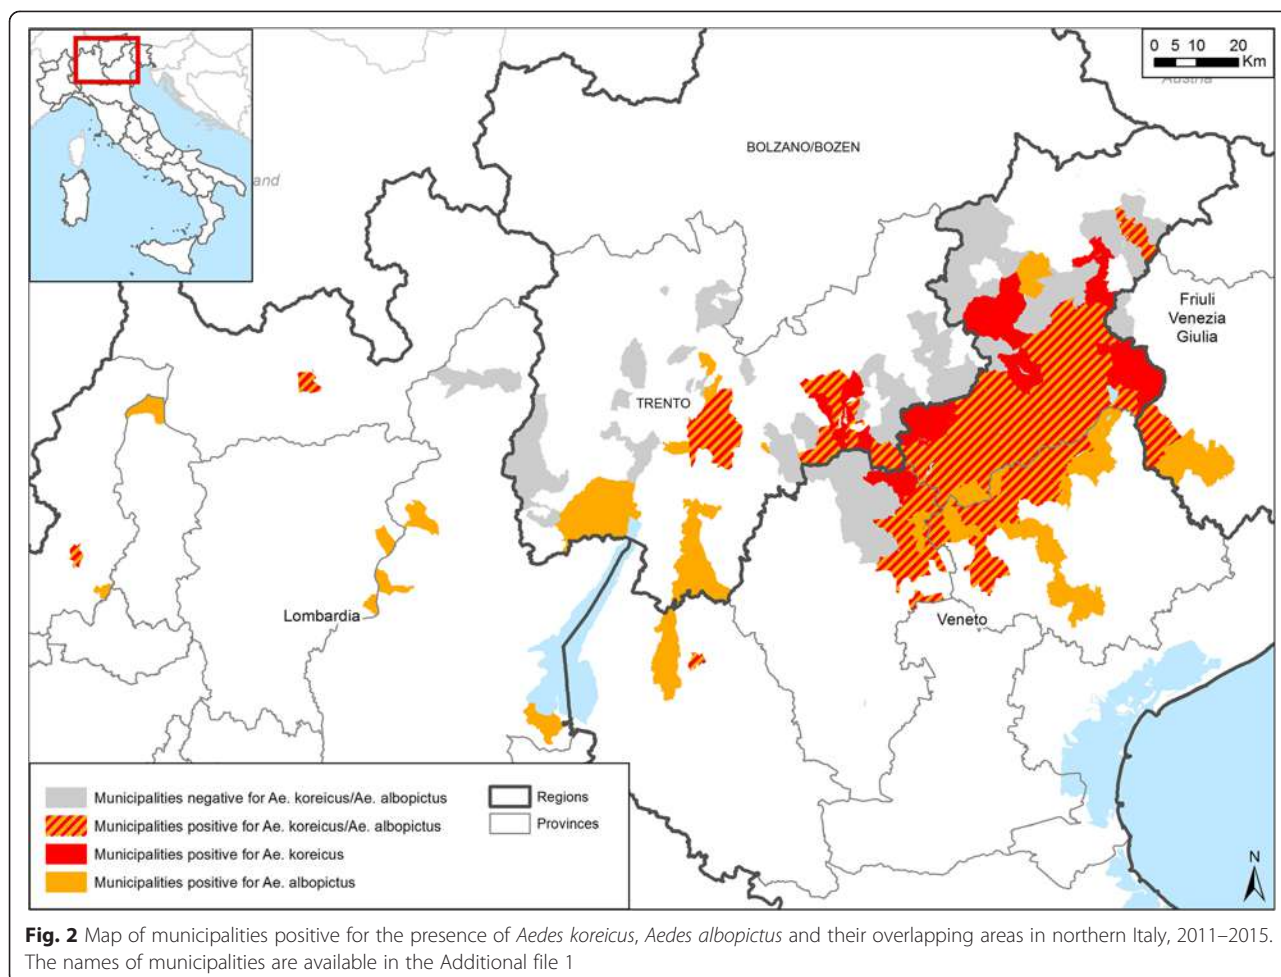 0 5 10 20
Km
Austria
and
BOLZANO/BOZEN
Friuli
Venezia
Giulia
TRENTO
Lombardia
Veneto
Municipalities negative for Ae. koreicus/Ae. albopictus
Municipalities positive for Ae. koreicus/Ae. albopictus
Municipalities positive for Ae. koreicus
Municipalities positive for Ae. albopictus
Regions
Provinces
N
Fig. 2 Map of municipalities positive for the presence of Aedes koreicus, Aedes albopictus and their overlapping areas in northern Italy, 2011–2015.
The names of municipalities are available in the Additional file 1